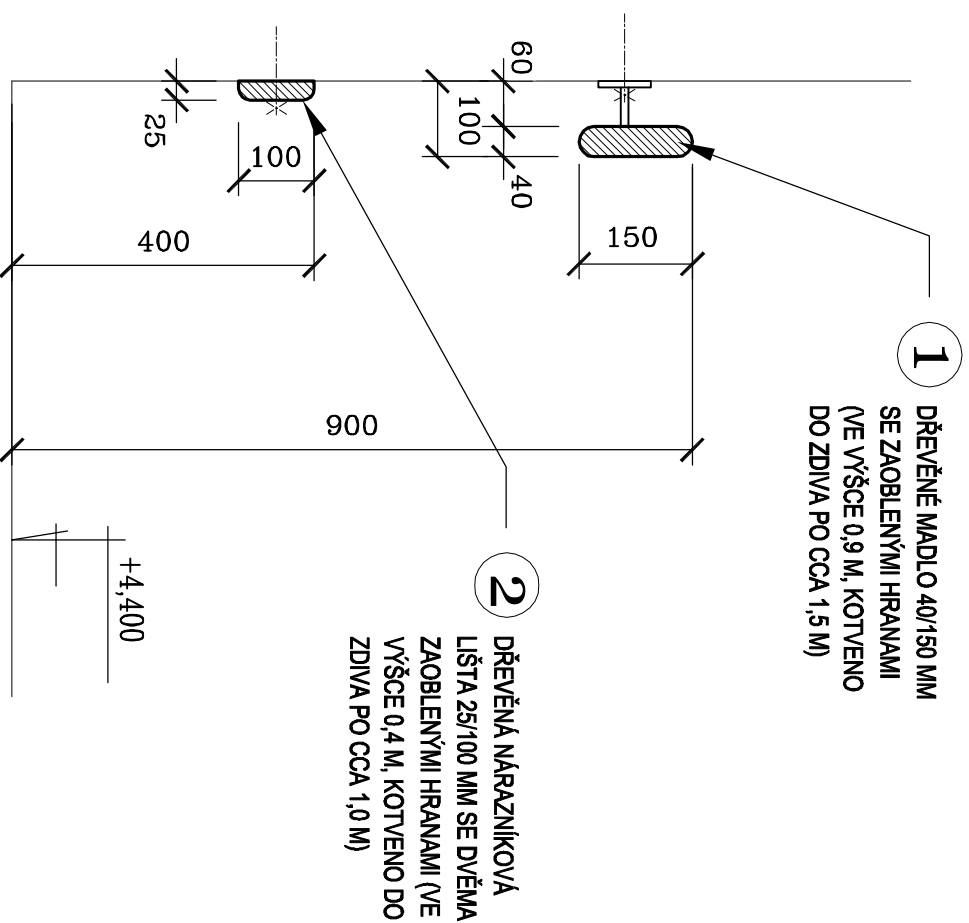 1
DŘEVĚNÉ MADLO 40/150 MM
SE ZAOBLENÝMI HRANAMI
(VE VÝŠCE 0,9 M, KOTVENO
DO ZDIVA PO CCA 1,5 M)
2
DŘEVĚNÁ NÁRAZNÍKOVÁ
LIŠTA 25/100 MM SE DVĚMA
ZAOBLENÝMI HRANAMI (VE
VÝŠCE 0,4 M, KOTVENO DO
ZDIVA PO CCA 1,0 M)
60
100
40
150
25
100
400
900
+4,400